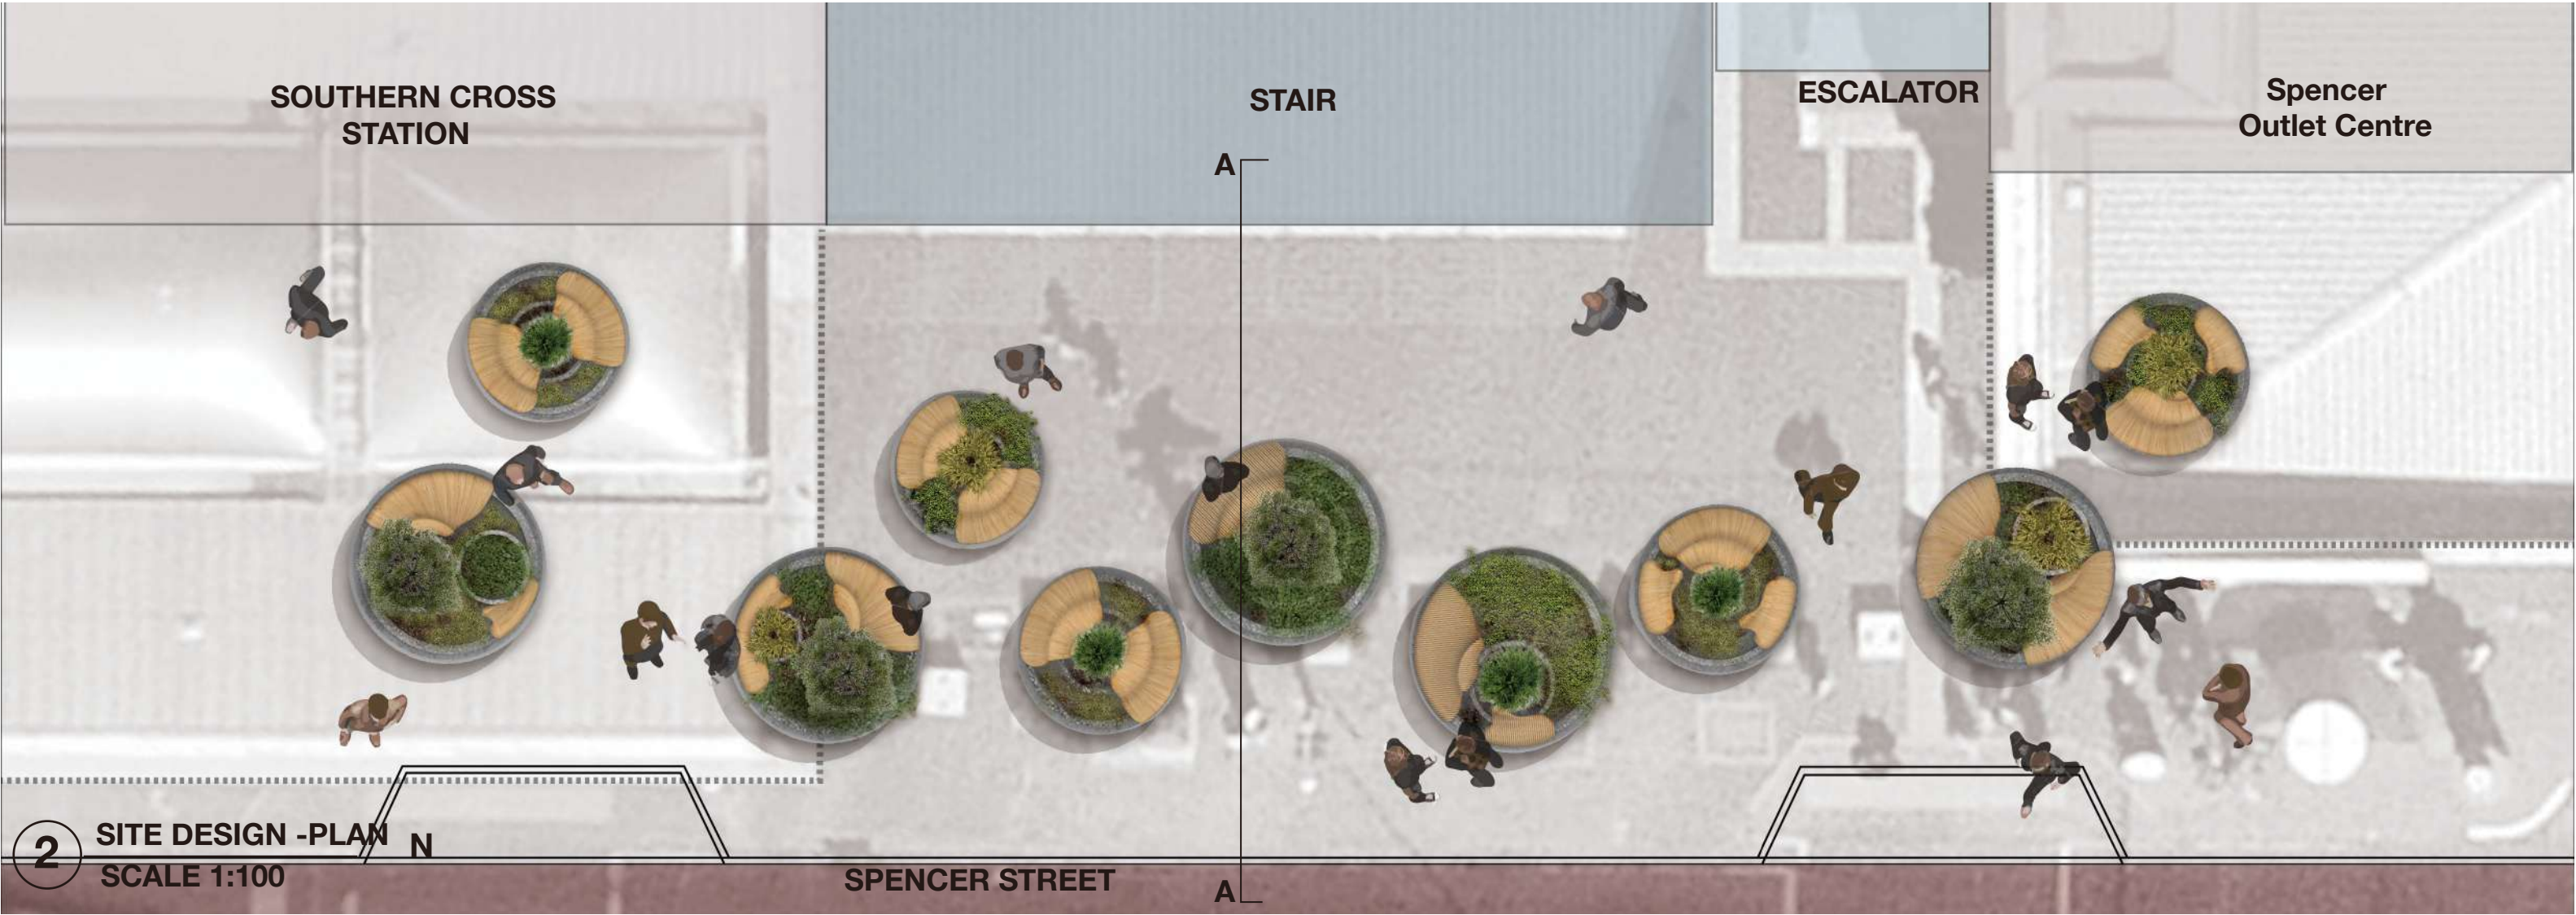 SOUTHERN CROSS
STATION
STAIR
ESCALATOR
Spencer
Outlet Centre
A
2
SITE DESIGN -PLAN
N
SCALE 1:100
SPENCER STREET
A